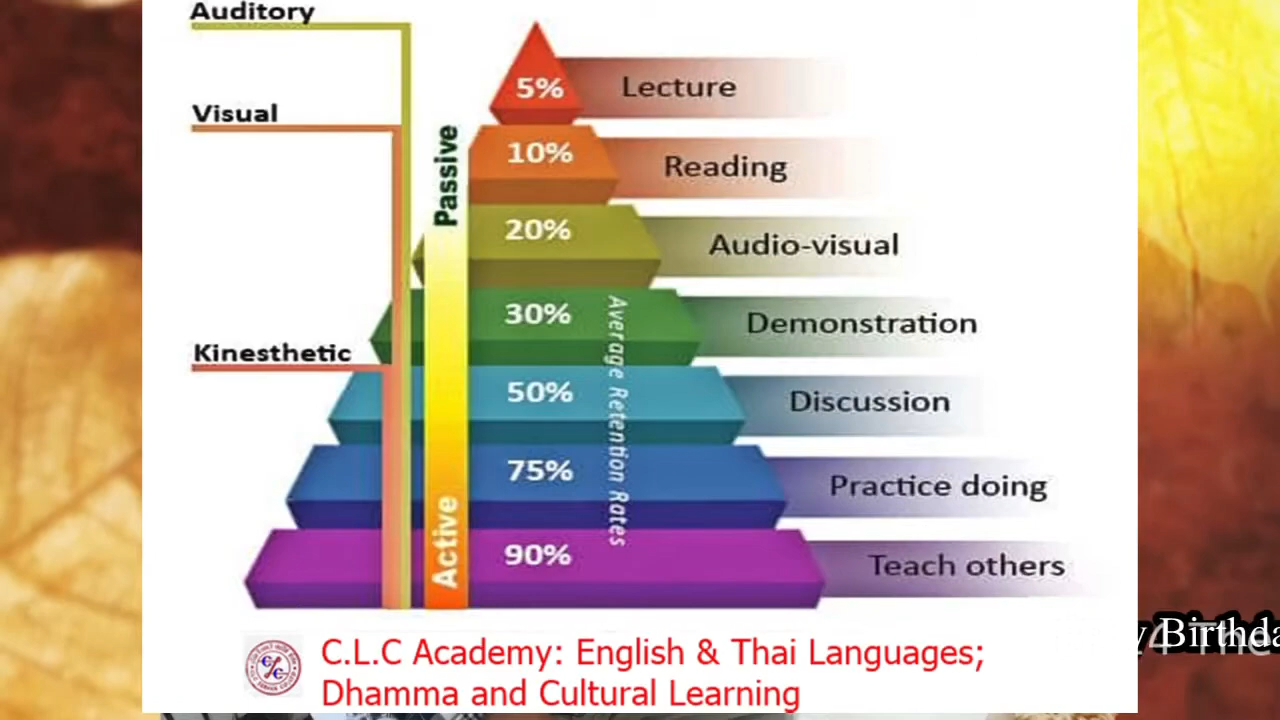 Auditory
Visual
Kinesthetic
Passive
Active
5% Lecture
10% Reading
20% Audio-visual
30% Demonstration
50% Discussion
75% Practice doing
90% Teach others
Average Retention Rates
C.L.C Academy: English & Thai Languages;
Dhamma and Cultural Learning